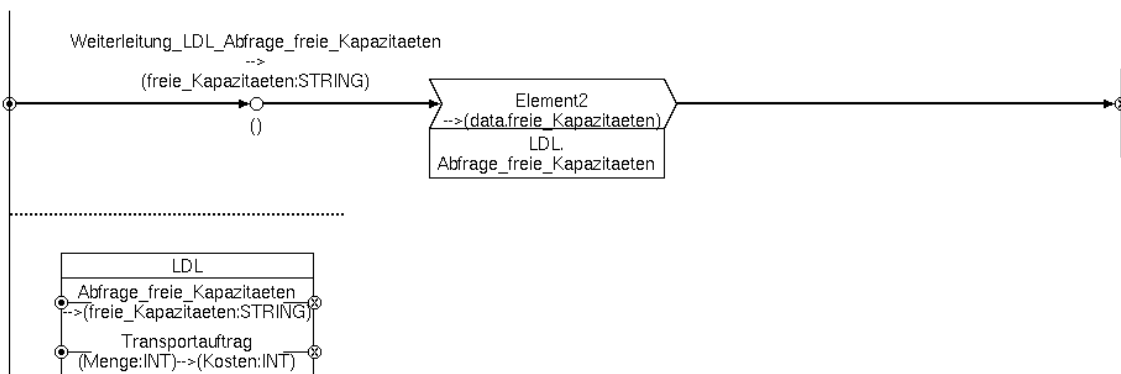 Weiterleitung_LDL_Abfrage_freie_Kapazitaeten
-->
(freie_Kapazitaeten:STRING)
()
Element2
-->(data.freie_Kapazitaeten)
LDL.
Abfrage_freie_Kapazitaeten
LDL
Abfrage_freie_Kapazitaeten
-->(freie_Kapazitaeten:STRING)
Transportauftrag
(Menge:INT)-->(Kosten:INT)